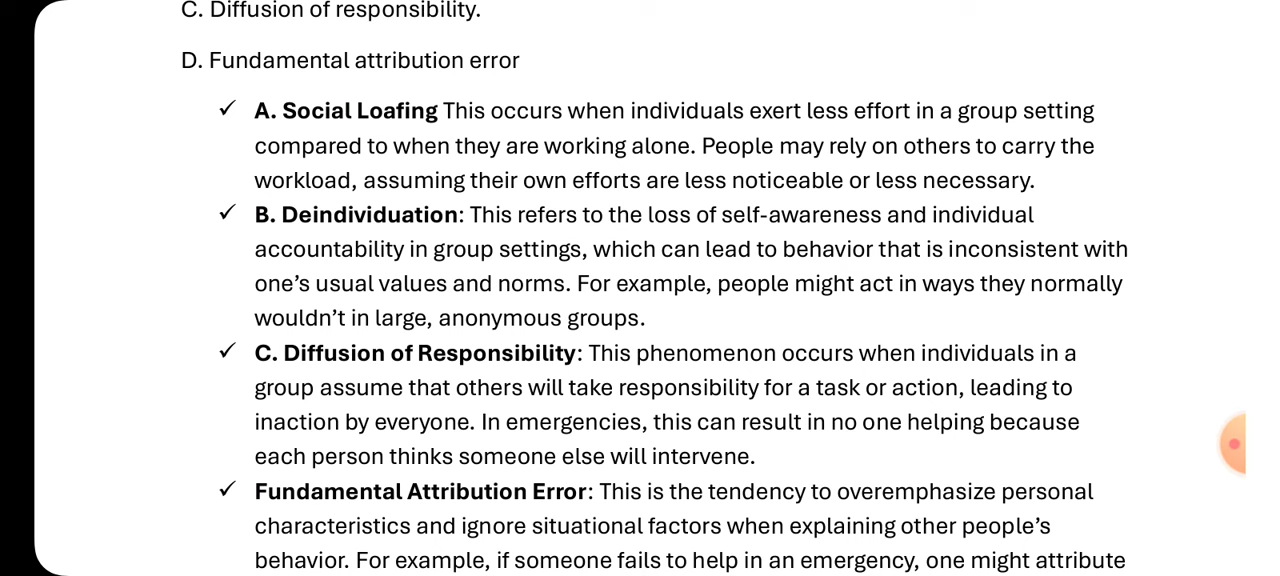 C. Diffusion of responsibility.
D. Fundamental attribution error
✓ A. Social Loafing This occurs when individuals exert less effort in a group setting
compared to when they are working alone. People may rely on others to carry the
workload, assuming their own efforts are less noticeable or less necessary.
✓ B. Deindividuation: This refers to the loss of self-awareness and individual
accountability in group settings, which can lead to behavior that is inconsistent with
one’s usual values and norms. For example, people might act in ways they normally
wouldn’t in large, anonymous groups.
✓ C. Diffusion of Responsibility: This phenomenon occurs when individuals in a
group assume that others will take responsibility for a task or action, leading to
inaction by everyone. In emergencies, this can result in no one helping because
each person thinks someone else will intervene.
✓ Fundamental Attribution Error: This is the tendency to overemphasize personal
characteristics and ignore situational factors when explaining other people’s
behavior. For example, if someone fails to help in an emergency, one might attribute